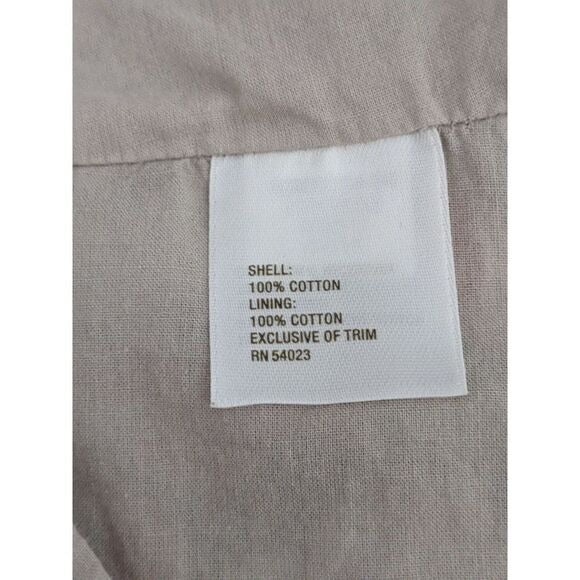 SHELL:
100% COTTON
LINING:
100% COTTON
EXCLUSIVE OF TRIM
RN 54023